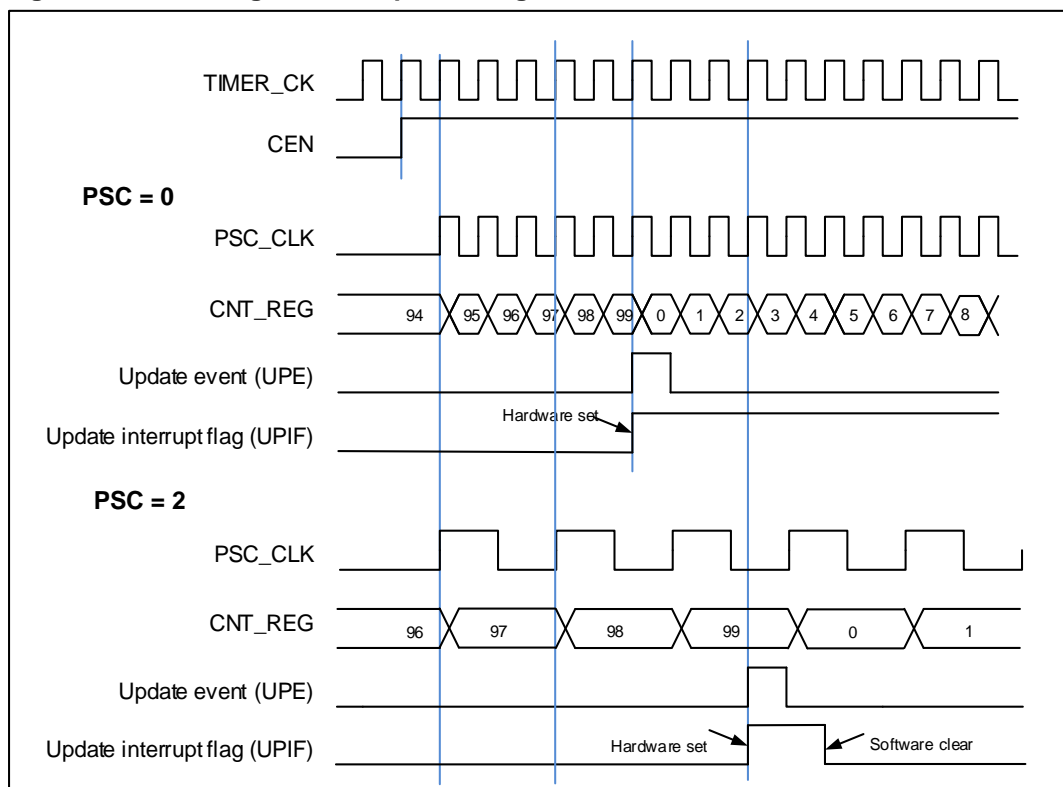 TIMER_CK
CEN
PSC = 0
PSC_CLK
CNT_REG 94 95 96 97 98 99 0 1 2 3 4 5 6 7 8
Update event (UPE)
Hardware set
Update interrupt flag (UPIF)
PSC = 2
PSC_CLK
CNT_REG 96 97 98 99 0 1
Update event (UPE)
Update interrupt flag (UPIF) Hardware set Software clear